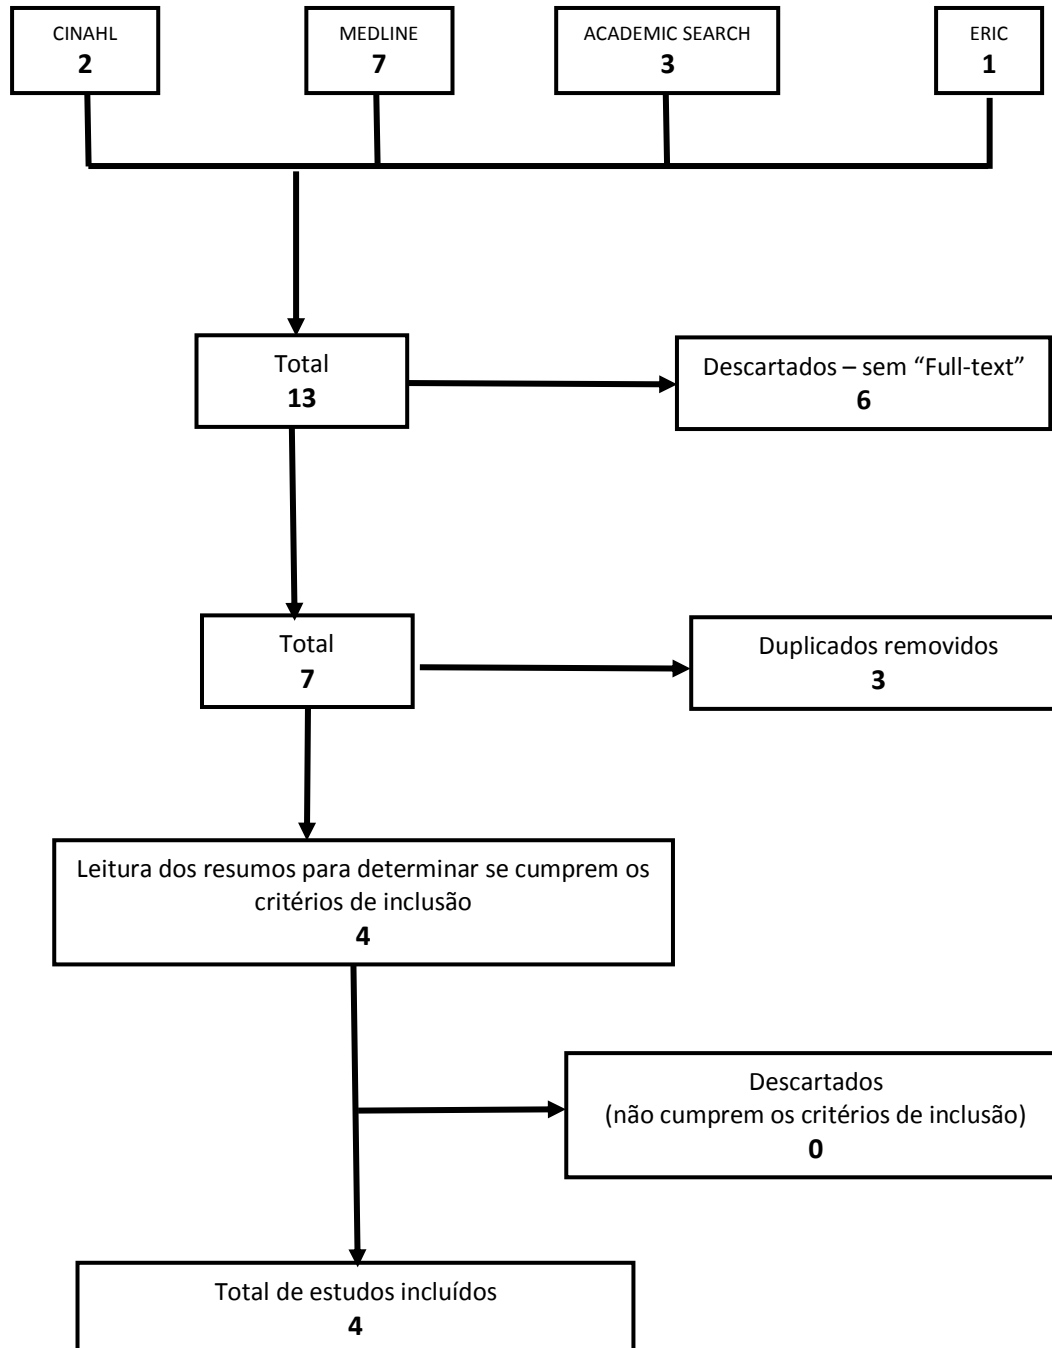 CINAHL
2
MEDLINE
7
ACADEMIC SEARCH
3
ERIC
1
Total
13
Descartados – sem “Full-text”
6
Total
7
Duplicados removidos
3
Leitura dos resumos para determinar se cumprem os
critérios de inclusão
4
Descartados
(não cumprem os critérios de inclusão)
0
Total de estudos incluídos
4